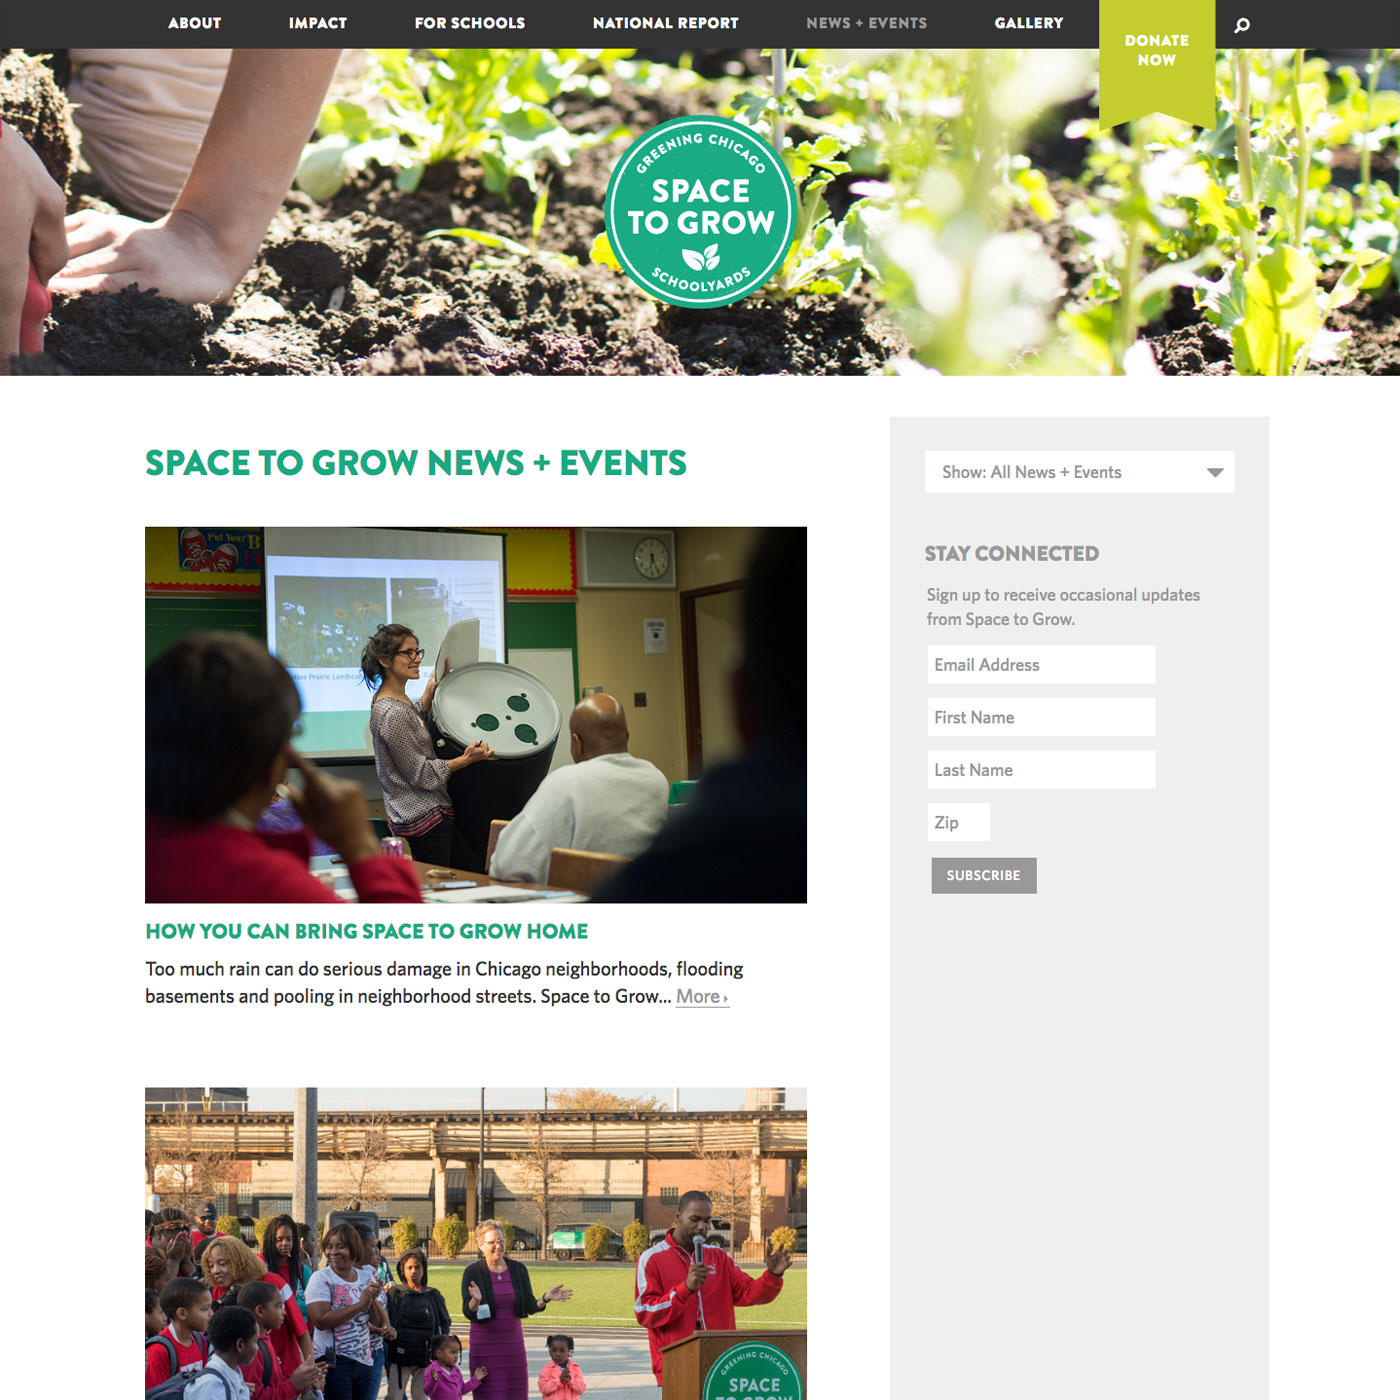 ABOUT
IMPACT
FOR SCHOOLS
NATIONAL REPORT
NEWS + EVENTS
GALLERY
DONATE
NOW
GREENING CHICAGO
SPACE
TO GROW
SCHOOLYARDS
SPACE TO GROW NEWS + EVENTS
Show: All News + Events
STAY CONNECTED
Sign up to receive occasional updates
from Space to Grow.
Email Address
First Name
Last Name
Zip
SUBSCRIBE
Put Your
HOW YOU CAN BRING SPACE TO GROW HOME
Too much rain can do serious damage in Chicago neighborhoods, flooding
basements and pooling in neighborhood streets. Space to Grow... More ›
GREENING CHICAGO
SPACE
TO GROW